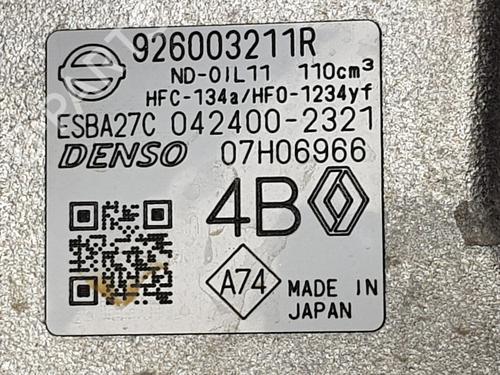 926003211R
ND-OIL11 110cm³
HFC-134a/HFO-1234yf
ESBA27C 042400-2321
DENSO 07H06966
4B
A74
MADE IN
JAPAN